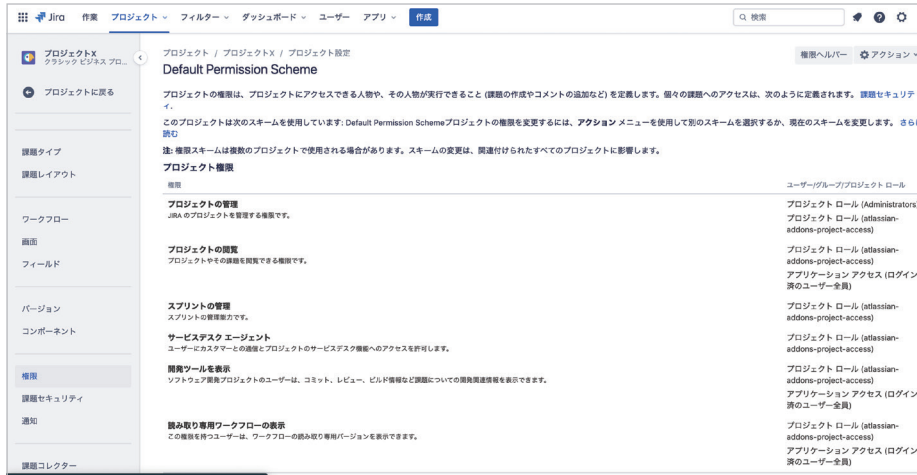 Jira 作業 プロジェクト フィルター ダッシュボード ユーザー アプリ 作成 検索
プロジェクトX
クラシック ビジネス プロ...
プロジェクトに戻る
課題タイプ
課題レイアウト
ワークフロー
画面
フィールド
バージョン
コンポーネント
権限
課題セキュリティ
通知
課題コレクター
プロジェクト / プロジェクトX / プロジェクト設定
権限ヘルパー アクション
Default Permission Scheme
プロジェクトの権限は、プロジェクトにアクセスできる人物や、その人物が実行できること (課題の作成やコメントの追加など) を定義します。個々の課題へのアクセスは、次のように定義されます。 課題セキュリテ
ィ.
このプロジェクトは次のスキームを使用しています: Default Permission Schemeプロジェクトの権限を変更するには、アクション メニューを使用して別のスキームを選択するか、現在のスキームを変更します。 さらに
読む
注: 権限スキームは複数のプロジェクトで使用される場合があります。スキームの変更は、関連付けられたすべてのプロジェクトに影響します。
プロジェクト権限
権限 ユーザー/グループ/プロジェクト ロール
プロジェクトの管理
JIRA のプロジェクトを管理する権限です。
プロジェクト ロール (Administrators)
プロジェクト ロール (atlassian-
addons-project-access)
プロジェクトの閲覧
プロジェクトやその課題を閲覧できる権限です。
プロジェクト ロール (atlassian-
addons-project-access)
アプリケーション アクセス (ログイン
済のユーザー全員)
スプリントの管理
スプリントの管理能力です。
プロジェクト ロール (atlassian-
addons-project-access)
サービスデスク エージェント
ユーザーにカスタマーとの通信とプロジェクトのサービスデスク機能へのアクセスを許可します。
プロジェクト ロール (atlassian-
addons-project-access)
開発ツールを表示
ソフトウェア開発プロジェクトのユーザーは、コミット、レビュー、ビルド情報など課題についての開発関連情報を表示できます。
プロジェクト ロール (atlassian-
addons-project-access)
アプリケーション アクセス (ログイン
済のユーザー全員)
読み取り専用ワークフローの表示
この権限を持つユーザーは、ワークフローの読み取り専用バージョンを表示できます。
プロジェクト ロール (atlassian-
addons-project-access)
アプリケーション アクセス (ログイン
済のユーザー全員)